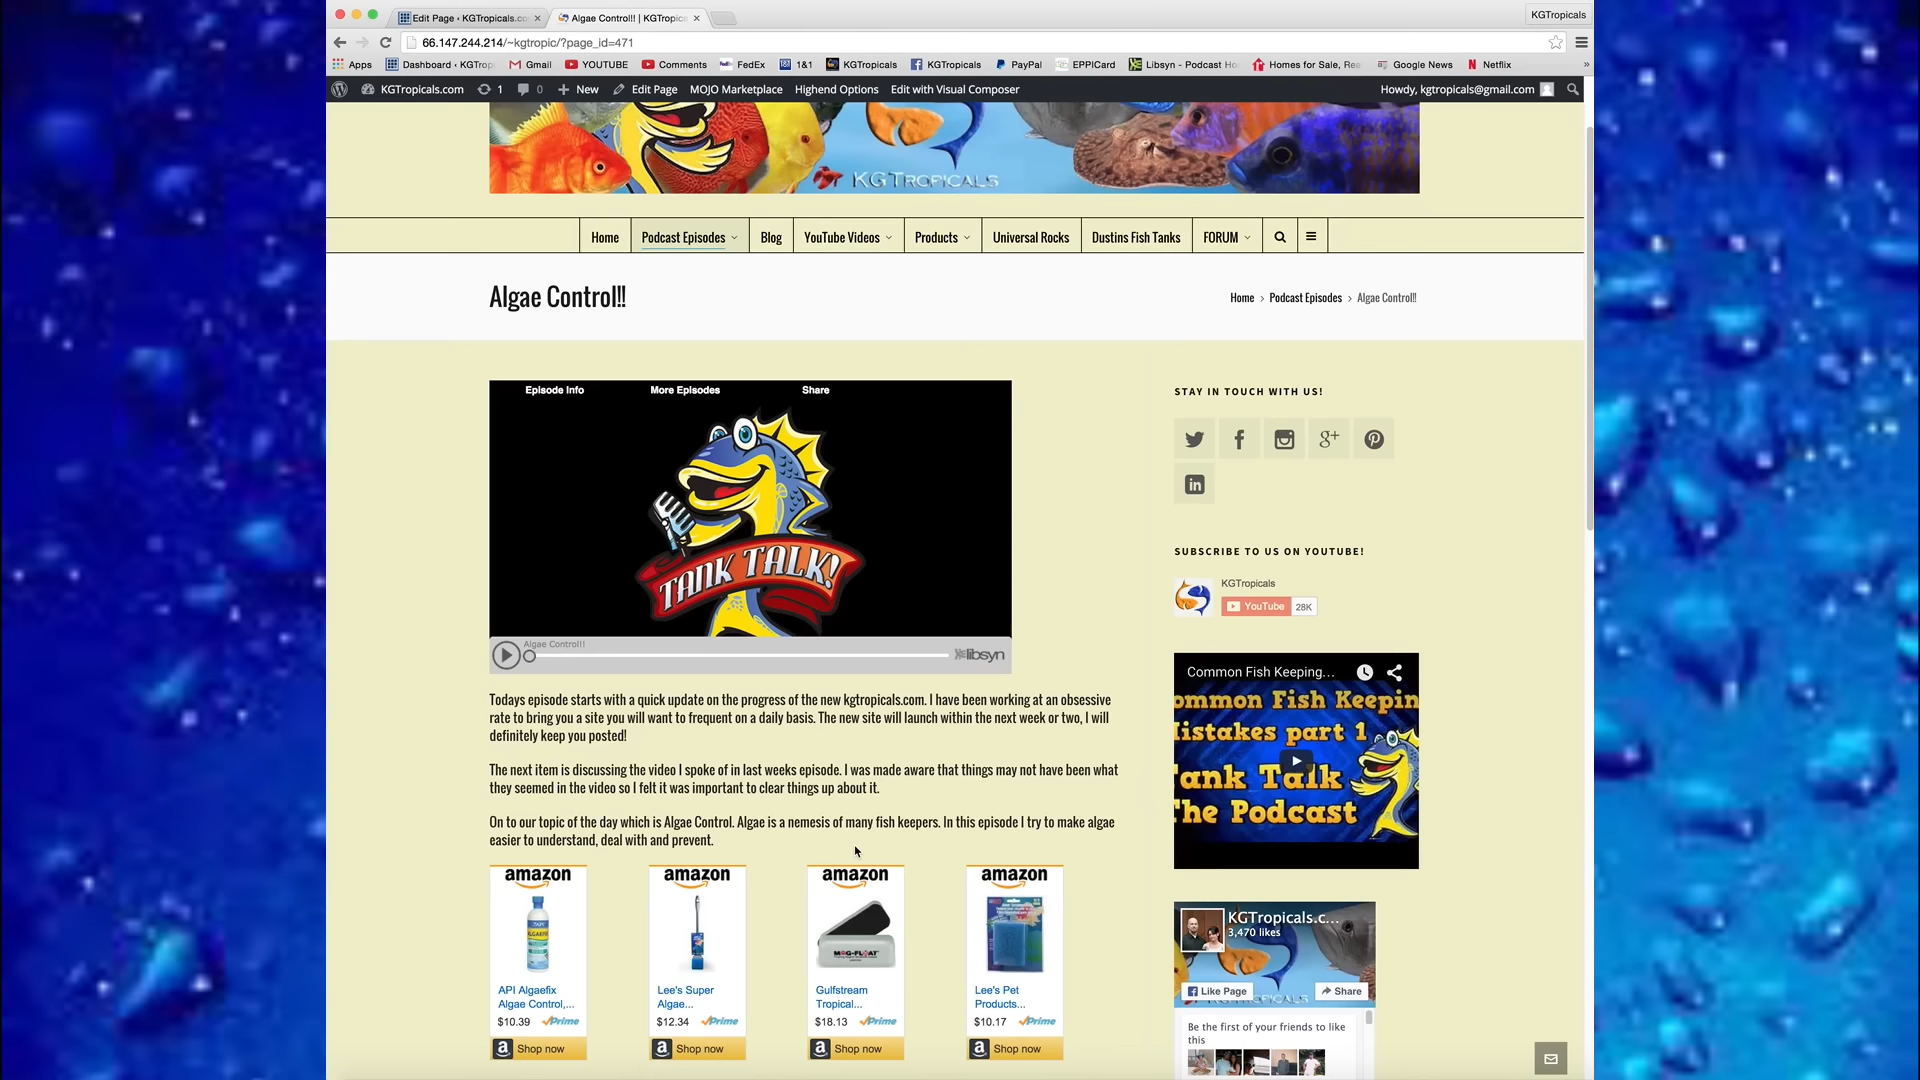 Edit Page ‹ KGTropicals.co
Algae Control!! | KGTropica
KGTropicals
66.147.244.214/~kgtropic/?page_id=471
Apps
Dashboard ‹ KGTrop
Gmail
YOUTUBE
Comments
FedEx
1&1
KGTropicals
KGTropicals
PayPal
EPPICard
Libsyn - Podcast Ho
Homes for Sale, Rea
Google News
Netflix
»
KGTropicals.com
1
0
New
Edit Page
MOJO Marketplace
Highend Options
Edit with Visual Composer
Howdy, kgtropicals@gmail.com
KGTROPICALS
Home
Podcast Episodes
Blog
YouTube Videos
Products
Universal Rocks
Dustins Fish Tanks
FORUM
Algae Control!!
Home > Podcast Episodes > Algae Control!!
Episode Info
More Episodes
Share
TANK TALK!
Algae Control!!
libsyn
Todays episode starts with a quick update on the progress of the new kgtropicals.com. I have been working at an obsessive
rate to bring you a site you will want to frequent on a daily basis. The new site will launch within the next week or two, I will
definitely keep you posted!
The next item is discussing the video I spoke of in last weeks episode. I was made aware that things may not have been what
they seemed in the video so I felt it was important to clear things up about it.
On to our topic of the day which is Algae Control. Algae is a nemesis of many fish keepers. In this episode I try to make algae
easier to understand, deal with and prevent.
amazon
API Algaefix
Algae Control,...
$10.39 Prime
Shop now
amazon
Lee's Super
Algae...
$12.34 Prime
Shop now
amazon
MAG-FLOAT
Gulfstream
Tropical...
$18.13 Prime
Shop now
amazon
Lee's Pet
Products...
$10.17 Prime
Shop now
STAY IN TOUCH WITH US!
SUBSCRIBE TO US ON YOUTUBE!
KGTropicals
YouTube 28K
Common Fish Keeping...
ommon Fish Keepin
istakes part 1
ank Talk
he Podcast
KGTropicals.c...
3,470 likes
Like Page
Share
Be the first of your friends to like
this